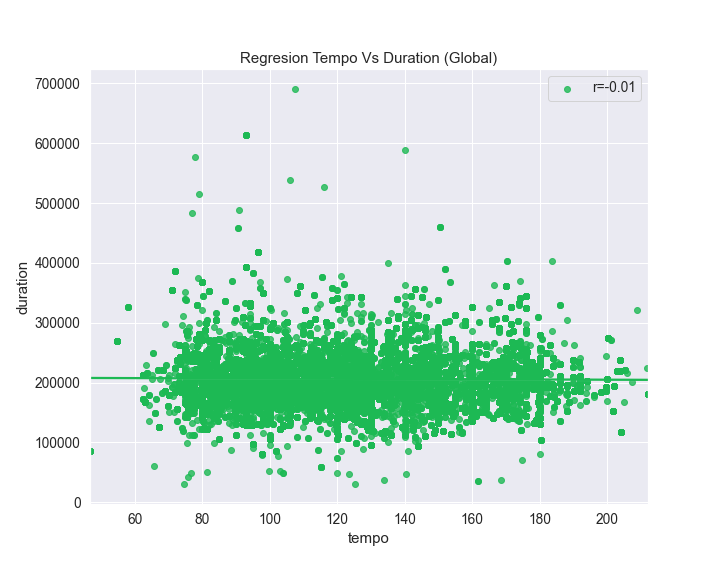 Regresion Tempo Vs Duration (Global)
r=-0.01
duration
700000
600000
500000
400000
300000
200000
100000
0
60 80 100 120 140 160 180 200
tempo